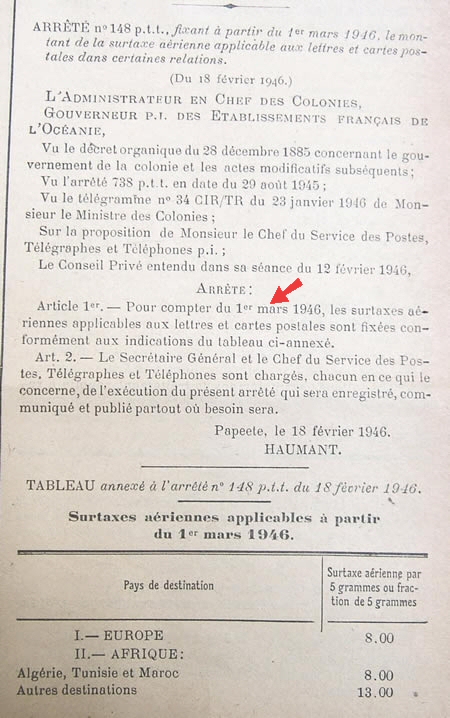 ARRÊTÉ n° 148 p.t.t., fixant à partir du 1er mars 1946, le mon-
tant de la surtaxe aérienne applicable aux lettres et cartes pos-
tales dans certaines relations.
(Du 18 février 1946.)
L'ADMINISTRATEUR EN CHEF DES COLONIES,
GOUVERNEUR P.I. DES ETABLISSEMENTS FRANÇAIS DE
L'OCÉANIE,
Vu le décret organique du 28 décembre 1885 concernant le gou-
vernement de la colonie et les actes modificatifs subséquents ;
Vu l'arrêté 738 p.t.t. en date du 29 août 1945 ;
Vu le télégramme n° 34 CIR/TR du 23 janvier 1946 de Mon-
sieur le Ministre des Colonies ;
Sur la proposition de Monsieur le Chef du Service des Postes,
Télégraphes et Téléphones p.i. ;
Le Conseil Privé entendu dans sa séance du 12 février 1946,
ARRÊTE :
Article 1er. — Pour compter du 1er mars 1946, les surtaxes aé-
riennes applicables aux lettres et cartes postales sont fixées con-
formément aux indications du tableau ci-annexé.
Art. 2. — Le Secrétaire Général et le Chef du Service des Pos-
tes, Télégraphes et Téléphones sont chargés, chacun en ce qui le
concerne, de l'exécution du présent arrêté qui sera enregistré, com-
muniqué et publié partout où besoin sera.
Papeete, le 18 février 1946.
HAUMANT.
TABLEAU annexé à l'arrêté n° 148 p.t.t. du 18 février 1946.
Surtaxes aériennes applicables à partir
du 1er mars 1946.
Pays de destination
Surtaxe aérienne par
5 grammes ou frac-
tion de 5 grammes
I.— EUROPE 8.00
II.— AFRIQUE :
Algérie, Tunisie et Maroc 8.00
Autres destinations 13.00